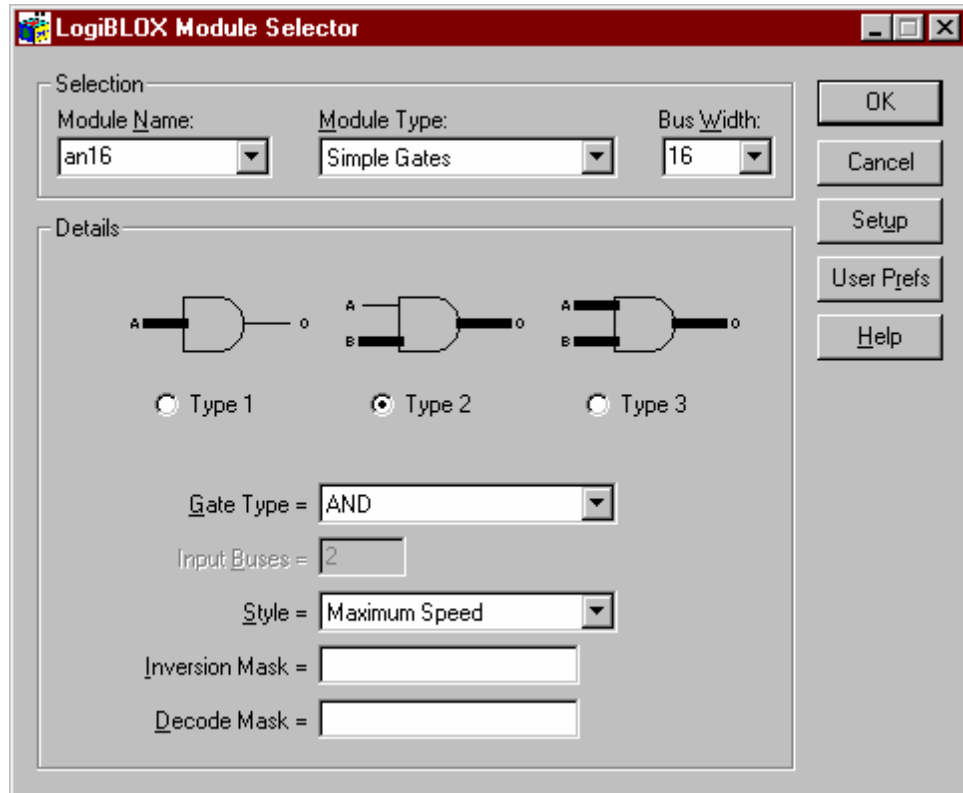 LogiBLOX Module Selector
Selection
Module Name:
Module Type:
Bus Width:
an16
Simple Gates
16
OK
Cancel
Setup
User Prefs
Help
Details
A
O
A
B
O
A
B
O
Type 1
Type 2
Type 3
Gate Type = AND
Input Buses = 2
Style = Maximum Speed
Inversion Mask =
Decode Mask =